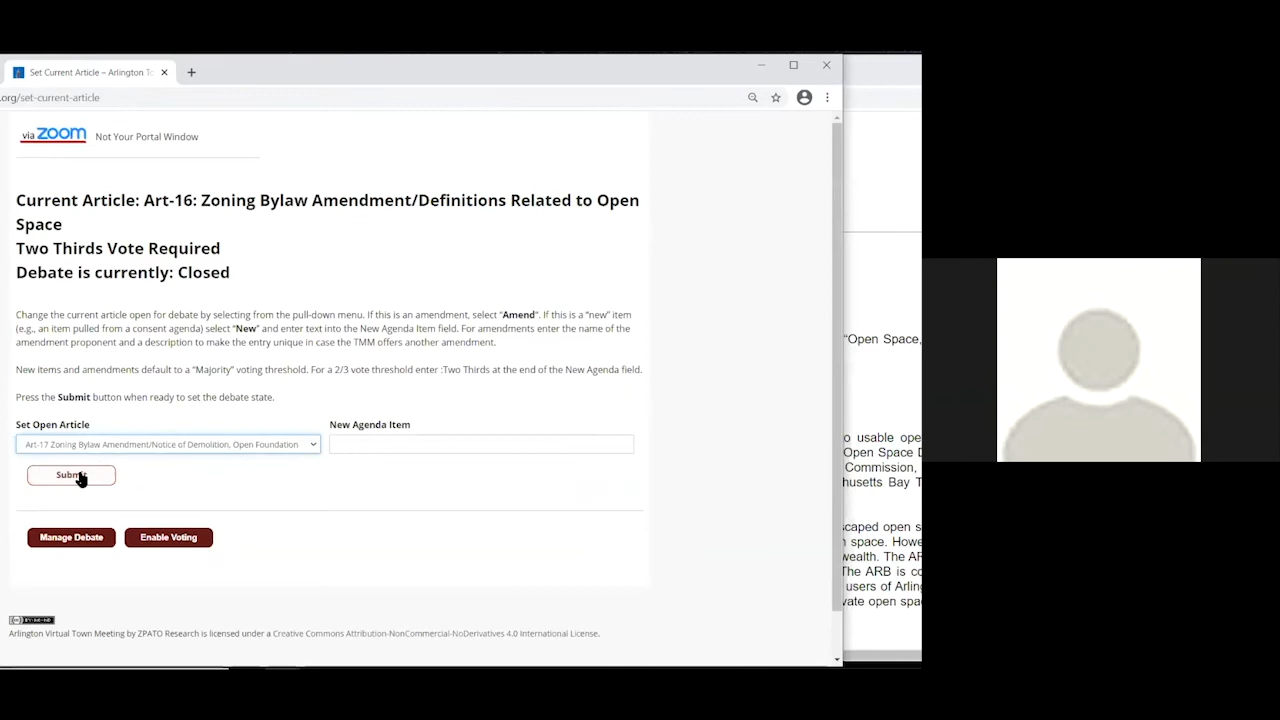 Set Current Article – Arlington To
.org/set-current-article
via zoom Not Your Portal Window
Current Article: Art-16: Zoning Bylaw Amendment/Definitions Related to Open
Space
Two Thirds Vote Required
Debate is currently: Closed
Change the current article open for debate by selecting from the pull-down menu. If this is an amendment, select “Amend”. If this is a “new” item
(e.g., an item pulled from a consent agenda) select “New” and enter text into the New Agenda Item field. For amendments enter the name of the
amendment proponent and a description to make the entry unique in case the TMM offers another amendment.
New items and amendments default to a “Majority” voting threshold. For a 2/3 vote threshold enter :Two Thirds at the end of the New Agenda field.
Press the Submit button when ready to set the debate state.
Set Open Article New Agenda Item
Art-17 Zoning Bylaw Amendment/Notice of Demolition, Open Foundation
Submit
Manage Debate Enable Voting
BY-NC-ND
Arlington Virtual Town Meeting by ZPATO Research is licensed under a Creative Commons Attribution-NonCommercial-NoDerivatives 4.0 International License.
“Open Space,
o usable ope
Open Space D
Commission,
husetts Bay T
scaped open s
n space. Howe
wealth. The AR
The ARB is co
users of Arling
vate open spa